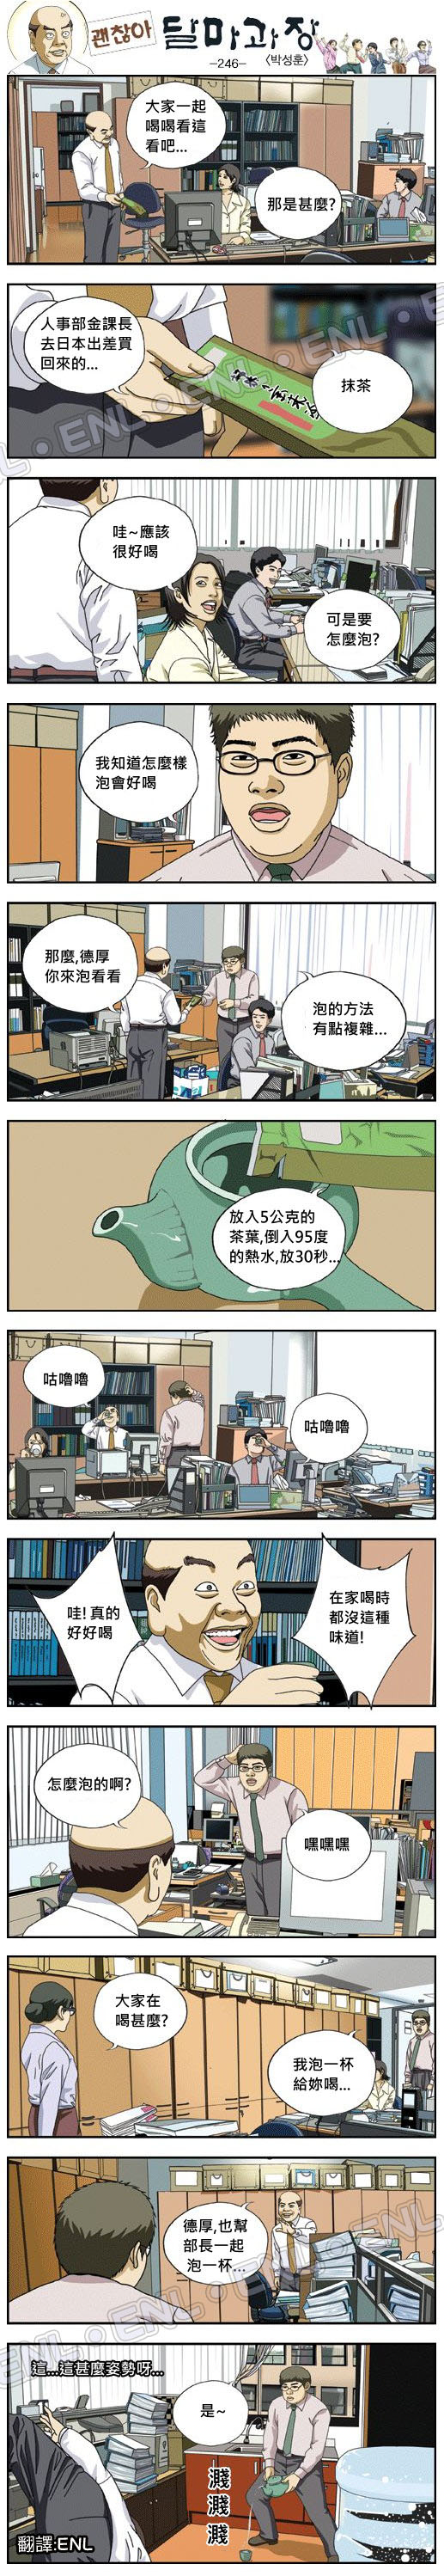 괜찮아
달마과장
-246-
〈박성훈〉
大家一起
喝喝看這
看吧...
那是甚麼?
人事部金課長
去日本出差買
回來的...
抹茶
ENL • ENL • ENL
哇~應該
很好喝
可是要
怎麼泡?
我知道怎麼樣
泡會好喝
那麼,德厚
你來泡看看
泡的方法
有點複雜...
放入5公克的
茶葉,倒入95度
的熱水,放30秒...
咕嚕嚕
咕嚕嚕
哇! 真的
好好喝
在家喝時
都沒這種
味道!
怎麼泡的啊?
嘿嘿嘿
大家在
喝甚麼?
我泡一杯
給妳喝...
德厚,也幫
部長一起
泡一杯...
ENL • ENL • ENL • ENL
這...這甚麼姿勢呀...
是~
濺
濺
濺
翻譯:ENL